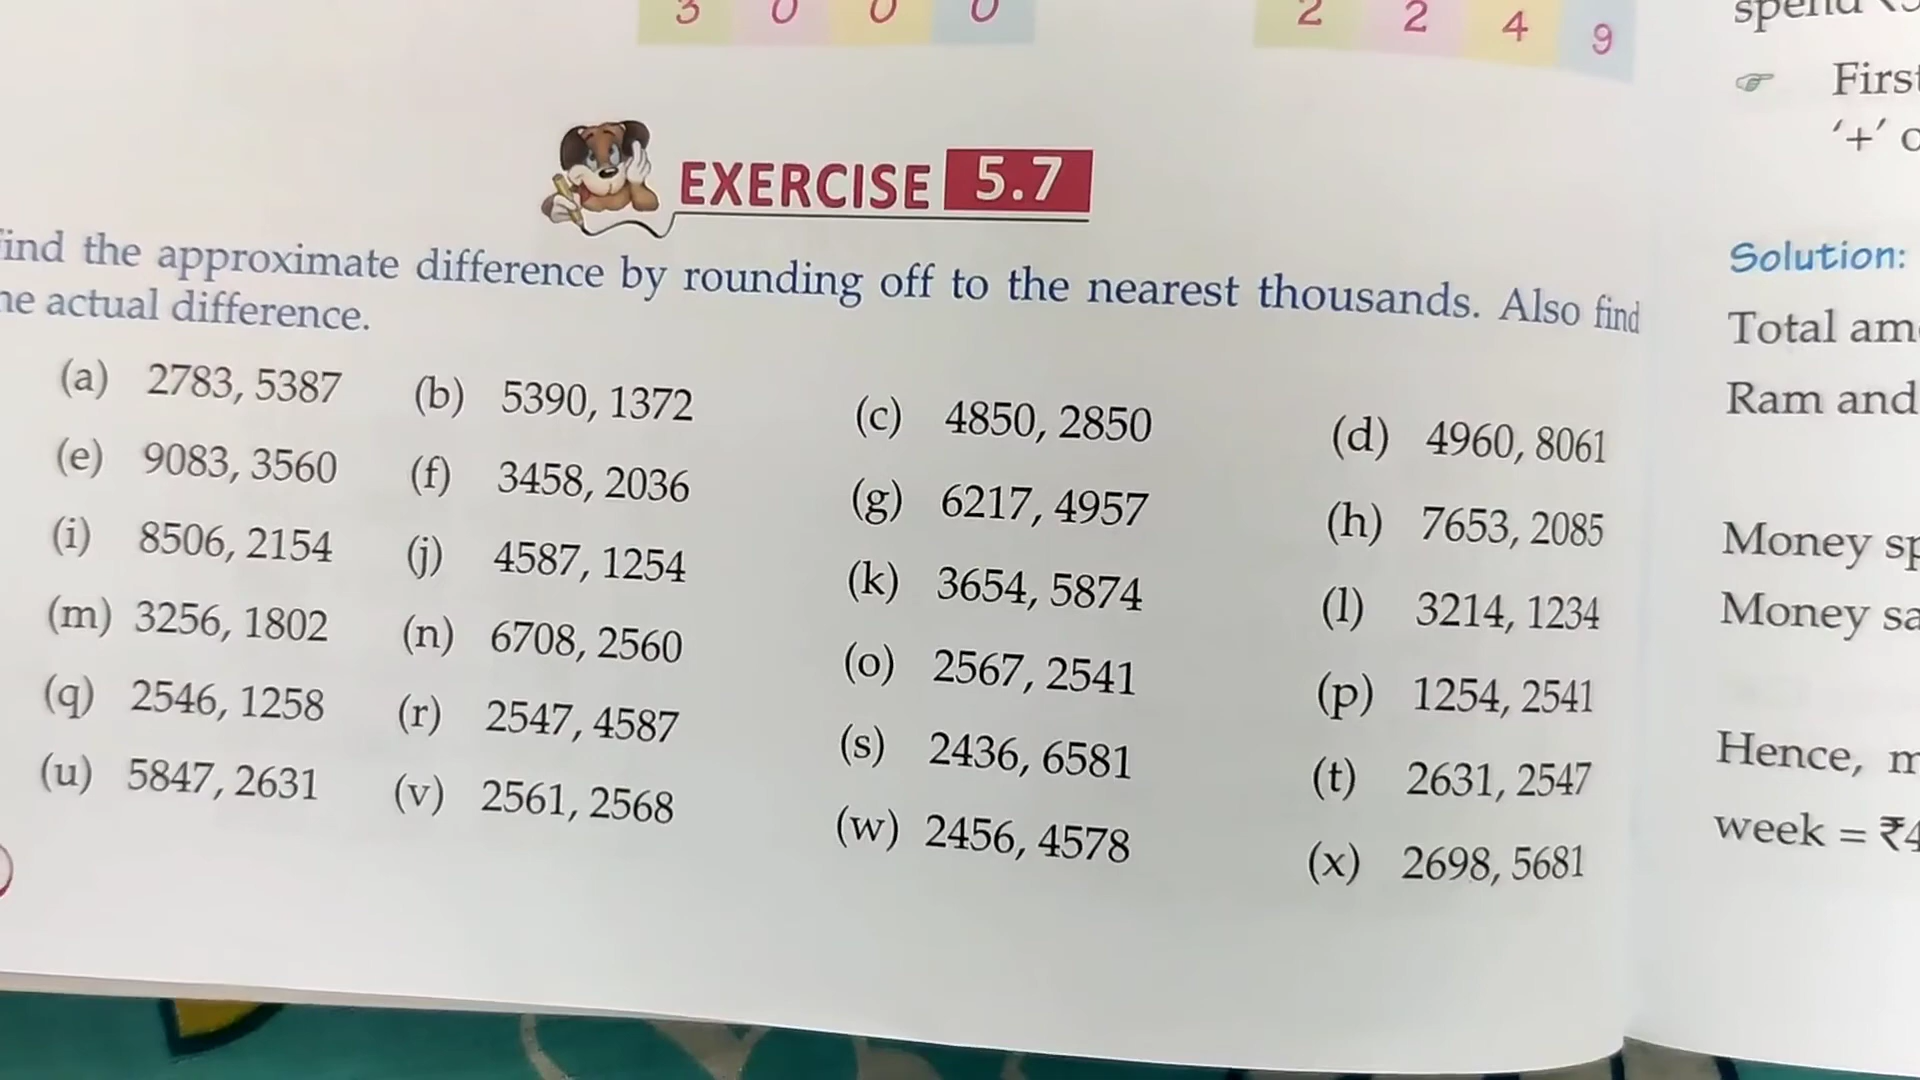 3 0 0 0
2 2 4 9
EXERCISE 5.7
find the approximate difference by rounding off to the nearest thousands. Also find
he actual difference.
(a) 2783, 5387 (b) 5390, 1372 (c) 4850, 2850 (d) 4960, 8061
(e) 9083, 3560 (f) 3458, 2036 (g) 6217, 4957 (h) 7653, 2085
(i) 8506, 2154 (j) 4587, 1254 (k) 3654, 5874 (l) 3214, 1234
(m) 3256, 1802 (n) 6708, 2560 (o) 2567, 2541 (p) 1254, 2541
(q) 2546, 1258 (r) 2547, 4587 (s) 2436, 6581 (t) 2631, 2547
(u) 5847, 2631 (v) 2561, 2568 (w) 2456, 4578 (x) 2698, 5681
spend
First
'+'
Solution:
Total am
Ram and
Money sp
Money sa
Hence, m
week = ₹4